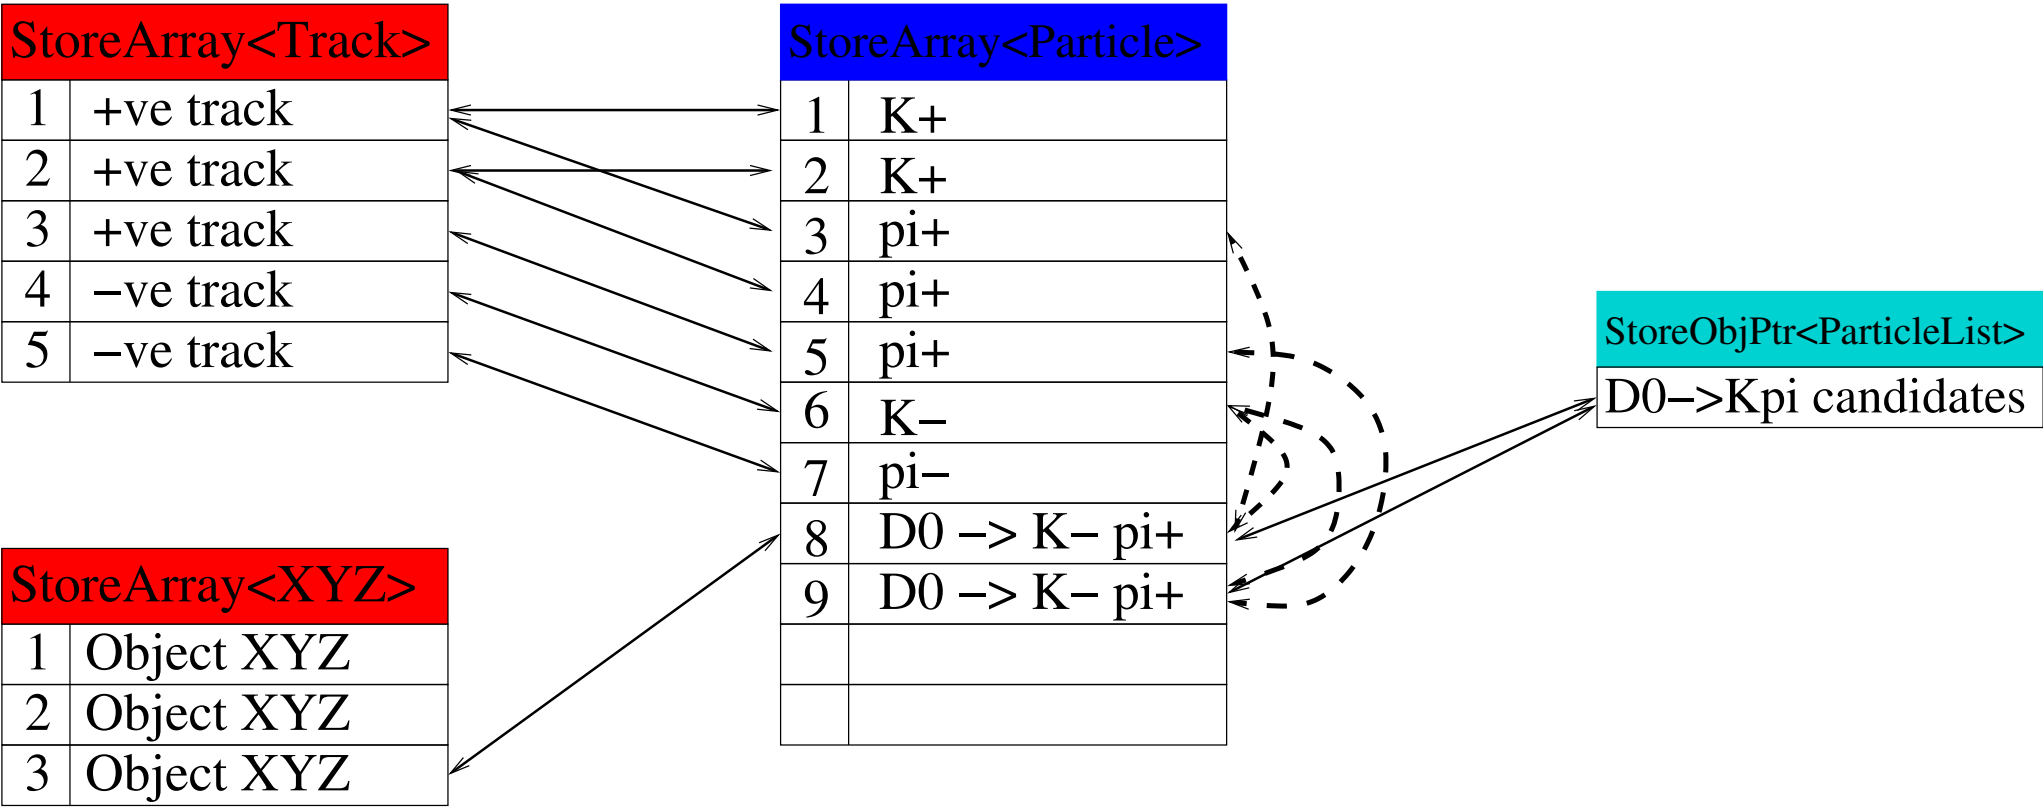 StoreArray<Track>
1 +ve track
2 +ve track
3 +ve track
4 −ve track
5 −ve track
StoreArray<XYZ>
1 Object XYZ
2 Object XYZ
3 Object XYZ
StoreArray<Particle>
1 K+
2 K+
3 pi+
4 pi+
5 pi+
6 K−
7 pi−
8 D0 −> K− pi+
9 D0 −> K− pi+
StoreObjPtr<ParticleList>
D0−>Kpi candidates